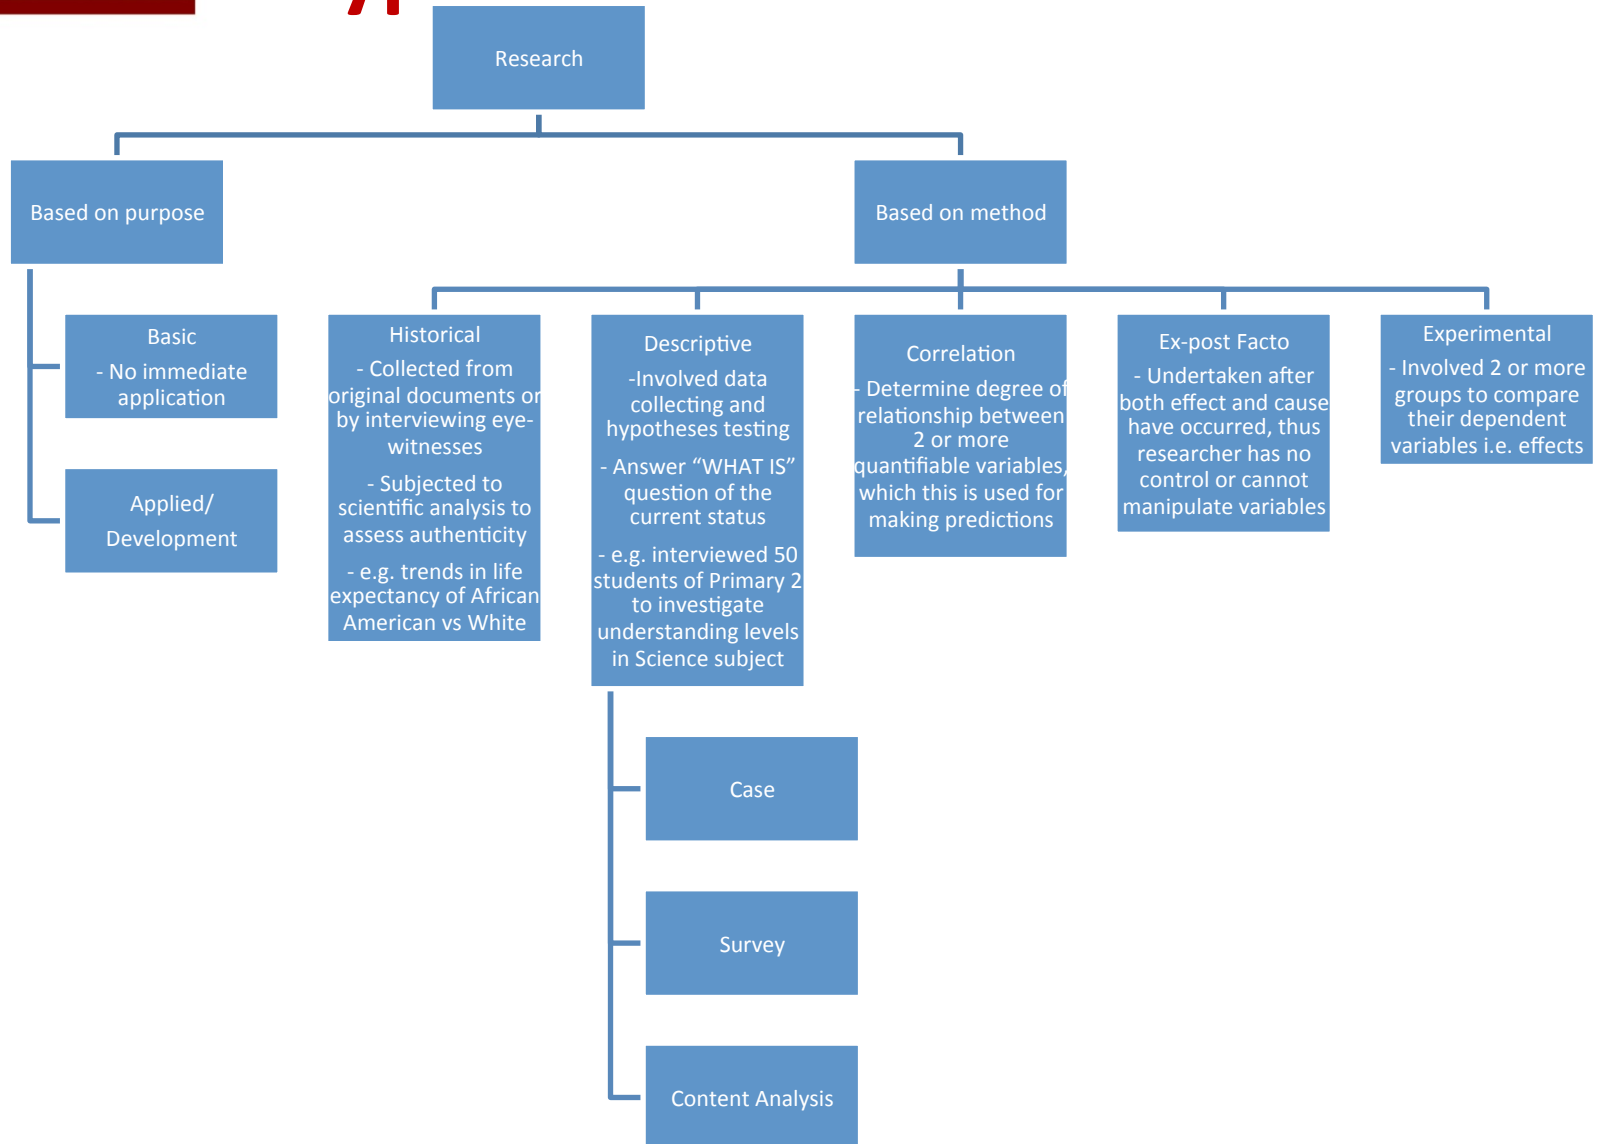 Research
Based on purpose
Based on method
Basic
- No immediate
application
Applied/
Development
Historical
- Collected from
original documents or
by interviewing eye-
witnesses
- Subjected to
scientific analysis to
assess authenticity
- e.g. trends in life
expectancy of African
American vs White
Descriptive
-Involved data
collecting and
hypotheses testing
- Answer “WHAT IS”
question of the
current status
- e.g. interviewed 50
students of Primary 2
to investigate
understanding levels
in Science subject
Case
Survey
Content Analysis
Correlation
- Determine degree of
relationship between
2 or more
quantifiable variables,
which this is used for
making predictions
Ex-post Facto
- Undertaken after
both effect and cause
have occurred, thus
researcher has no
control or cannot
manipulate variables
Experimental
- Involved 2 or more
groups to compare
their dependent
variables i.e. effects